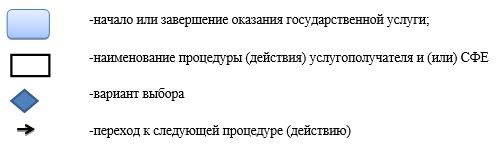 -начало или завершение оказания государственной услуги;
-наименование процедуры (действия) услугополучателя и (или) СФЕ
-вариант выбора
-переход к следующей процедуре (действию)